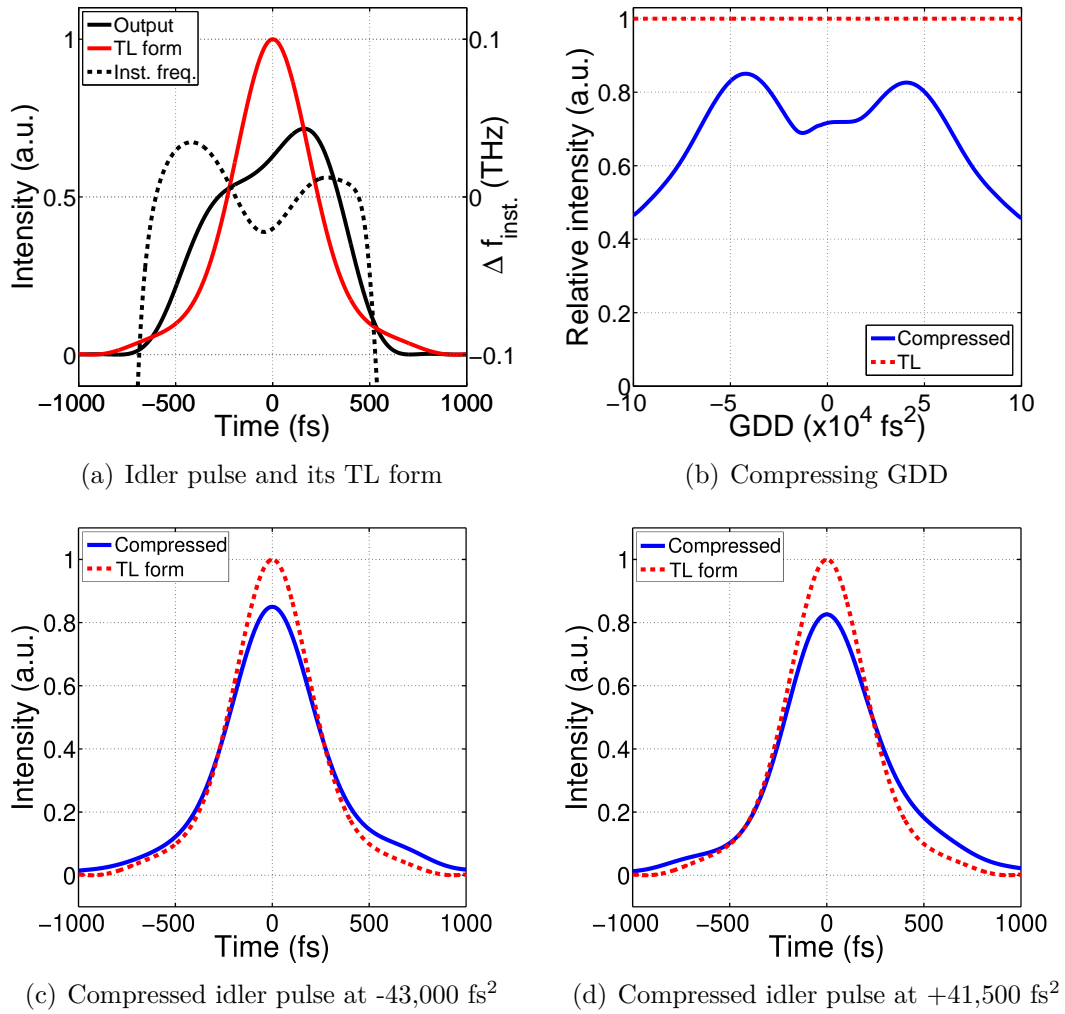 Output
TL form
Inst. freq.
Intensity (a.u.)
1
0.5
0
0.1
0
−0.1
Δ f_inst. (THz)
−1000 −500 0 500 1000
Time (fs)
(a) Idler pulse and its TL form
Relative intensity (a.u.)
1
0.8
0.6
0.4
0.2
0
Compressed
TL
−10 −5 0 5 10
GDD (x10^4 fs^2)
(b) Compressing GDD
Compressed
TL form
Intensity (a.u.)
1
0.8
0.6
0.4
0.2
0
−1000 −500 0 500 1000
Time (fs)
(c) Compressed idler pulse at -43,000 fs^2
Compressed
TL form
Intensity (a.u.)
1
0.8
0.6
0.4
0.2
0
−1000 −500 0 500 1000
Time (fs)
(d) Compressed idler pulse at +41,500 fs^2